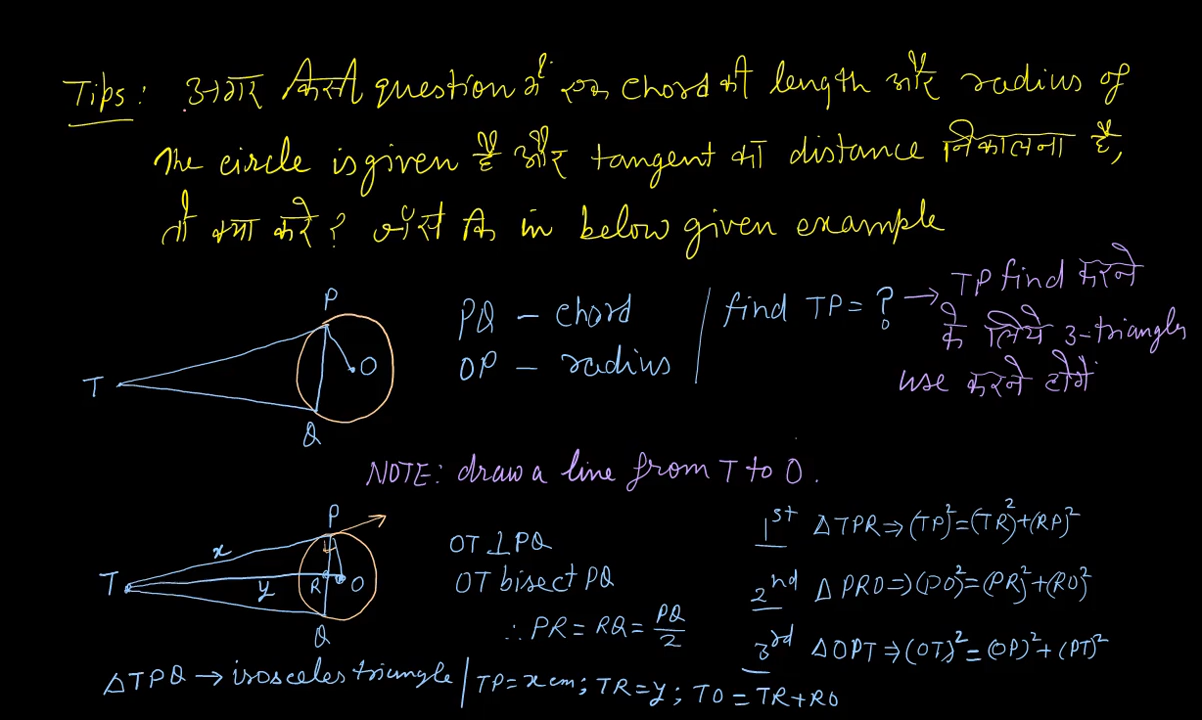 Tips: अगर किसी question में एक chord की length और radius of
the circle is given है और tangent का distance निकालना है,
तो क्या करे? जैसे कि in below given example
P
T
O
Q
PQ - chord
OP - radius
find TP = ? → TP find करने
के लिये 3-triangles
use करने होंगे
NOTE: draw a line from T to O.
P
x
T
y
R
O
Q
OT ⊥ PQ
OT bisect PQ
∴ PR = RQ = PQ/2
1st ΔTPR ⇒ (TP)² = (TR)² + (RP)²
2nd ΔPRO ⇒ (PO)² = (PR)² + (RO)²
3rd ΔOPT ⇒ (OT)² = (OP)² + (PT)²
ΔTPQ → isosceles triangle | TP = x cm; TR = y; TO = TR + RO